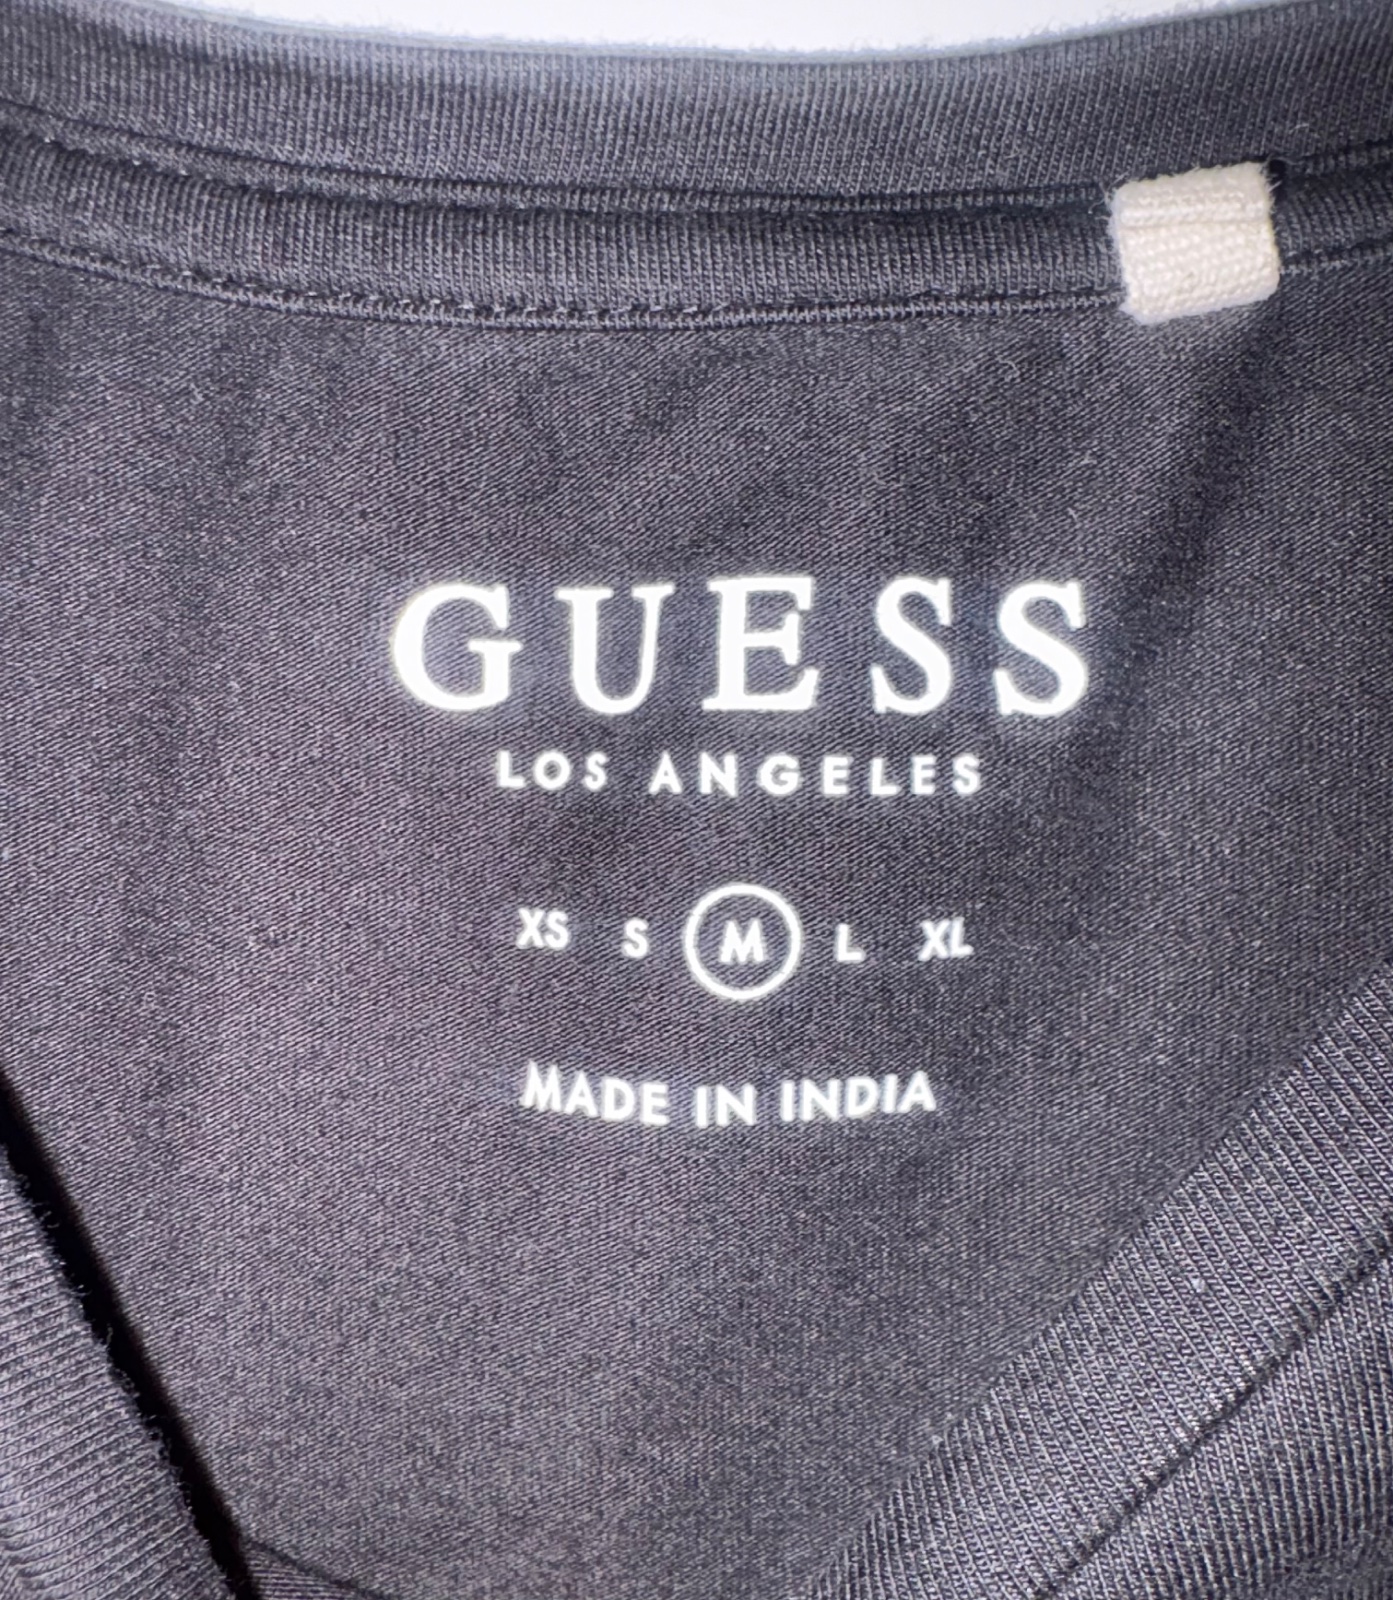 GUESS
LOS ANGELES
XS S M L XL
MADE IN INDIA